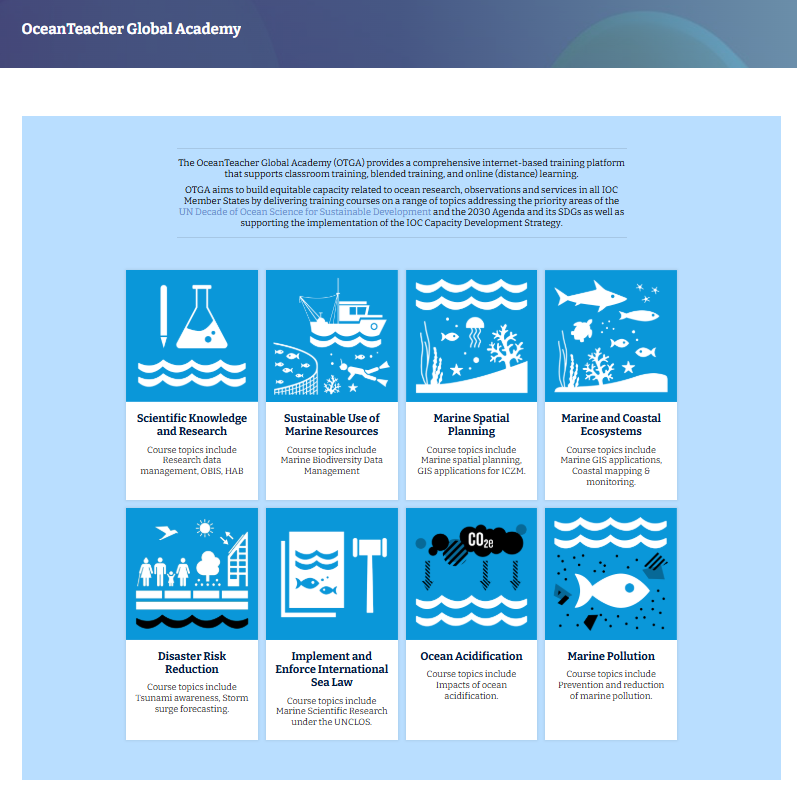 OceanTeacher Global Academy
The OceanTeacher Global Academy (OTGA) provides a comprehensive internet-based training platform
that supports classroom training, blended training, and online (distance) learning.
OTGA aims to build equitable capacity related to ocean research, observations and services in all IOC
Member States by delivering training courses on a range of topics addressing the priority areas of the
UN Decade of Ocean Science for Sustainable Development and the 2030 Agenda and its SDGs as well as
supporting the implementation of the IOC Capacity Development Strategy.
Scientific Knowledge
and Research
Course topics include
Research data
management, OBIS, HAB
Sustainable Use of
Marine Resources
Course topics include
Marine Biodiversity Data
Management
Marine Spatial
Planning
Course topics include
Marine spatial planning,
GIS applications for ICZM.
Marine and Coastal
Ecosystems
Course topics include
Marine GIS applications,
Coastal mapping &
monitoring.
Disaster Risk
Reduction
Course topics include
Tsunami awareness, Storm
surge forecasting.
Implement and
Enforce International
Sea Law
Course topics include
Marine Scientific Research
under the UNCLOS.
CO2e
Ocean Acidification
Course topics include
Impacts of ocean
acidification.
Marine Pollution
Course topics include
Prevention and reduction
of marine pollution.